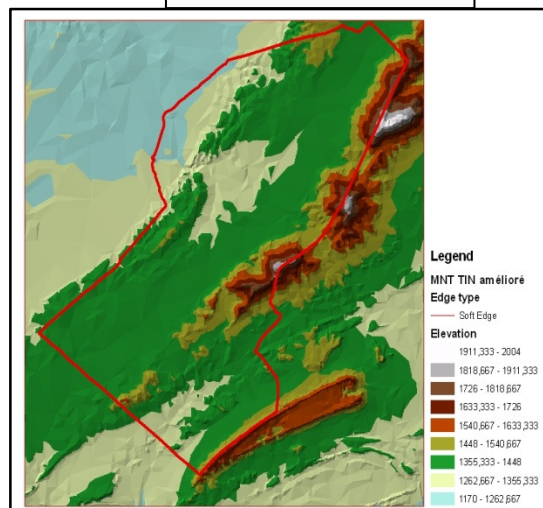 Legend
MNT TIN amélioré
Edge type
Soft Edge
Elevation
1911,333 - 2004
1818,667 - 1911,333
1726 - 1818,667
1633,333 - 1726
1540,667 - 1633,333
1448 - 1540,667
1355,333 - 1448
1262,667 - 1355,333
1170 - 1262,667